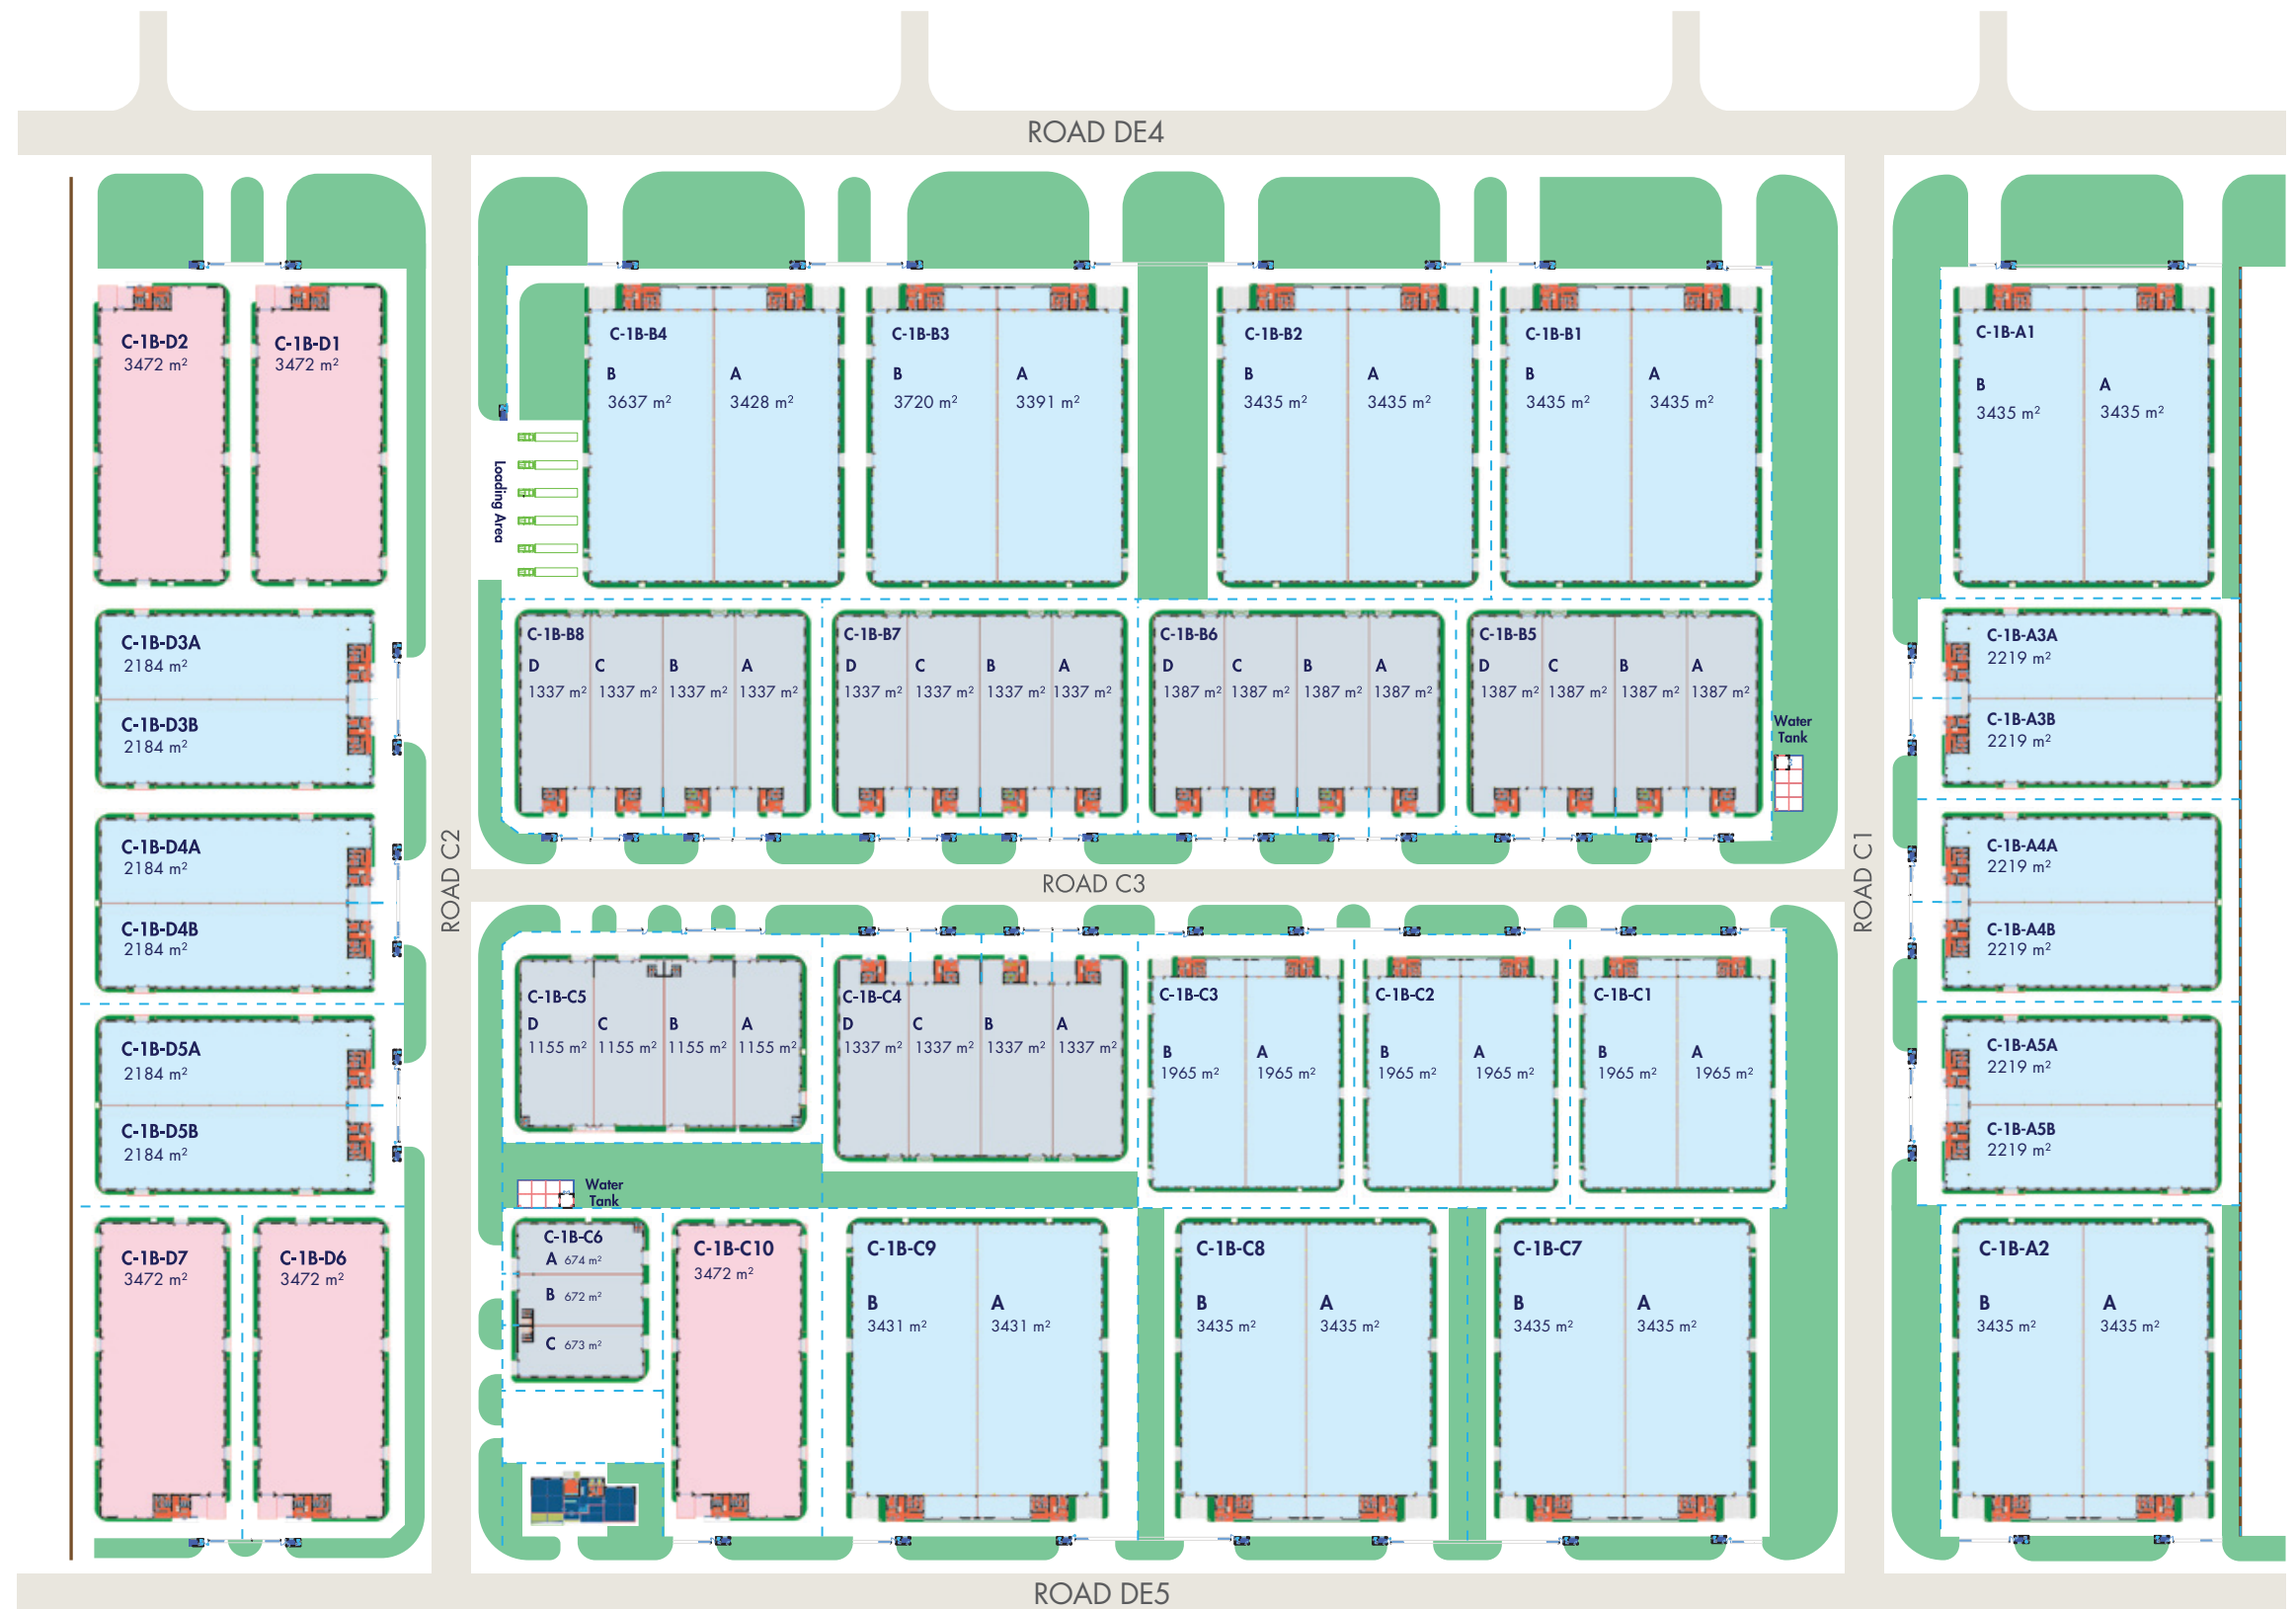 ROAD DE4
C-1B-D2
3472 m²
C-1B-D1
3472 m²
C-1B-D3A
2184 m²
C-1B-D3B
2184 m²
C-1B-D4A
2184 m²
C-1B-D4B
2184 m²
C-1B-D5A
2184 m²
C-1B-D5B
2184 m²
C-1B-D7
3472 m²
C-1B-D6
3472 m²
ROAD C2
Loading Area
C-1B-B4
B A
3637 m² 3428 m²
C-1B-B3
B A
3720 m² 3391 m²
C-1B-B2
B A
3435 m² 3435 m²
C-1B-B1
B A
3435 m² 3435 m²
C-1B-B8
D C B A
1337 m² 1337 m² 1337 m² 1337 m²
C-1B-B7
D C B A
1337 m² 1337 m² 1337 m² 1337 m²
C-1B-B6
D C B A
1387 m² 1387 m² 1387 m² 1387 m²
C-1B-B5
D C B A
1387 m² 1387 m² 1387 m² 1387 m²
Water
Tank
ROAD C3
C-1B-C5
D C B A
1155 m² 1155 m² 1155 m² 1155 m²
C-1B-C4
D C B A
1337 m² 1337 m² 1337 m² 1337 m²
C-1B-C3
B A
1965 m² 1965 m²
C-1B-C2
B A
1965 m² 1965 m²
C-1B-C1
B A
1965 m² 1965 m²
Water
Tank
C-1B-C6
A 674 m²
B 672 m²
C 673 m²
C-1B-C10
3472 m²
C-1B-C9
B A
3431 m² 3431 m²
C-1B-C8
B A
3435 m² 3435 m²
C-1B-C7
B A
3435 m² 3435 m²
ROAD C1
C-1B-A1
B A
3435 m² 3435 m²
C-1B-A3A
2219 m²
C-1B-A3B
2219 m²
C-1B-A4A
2219 m²
C-1B-A4B
2219 m²
C-1B-A5A
2219 m²
C-1B-A5B
2219 m²
C-1B-A2
B A
3435 m² 3435 m²
ROAD DE5